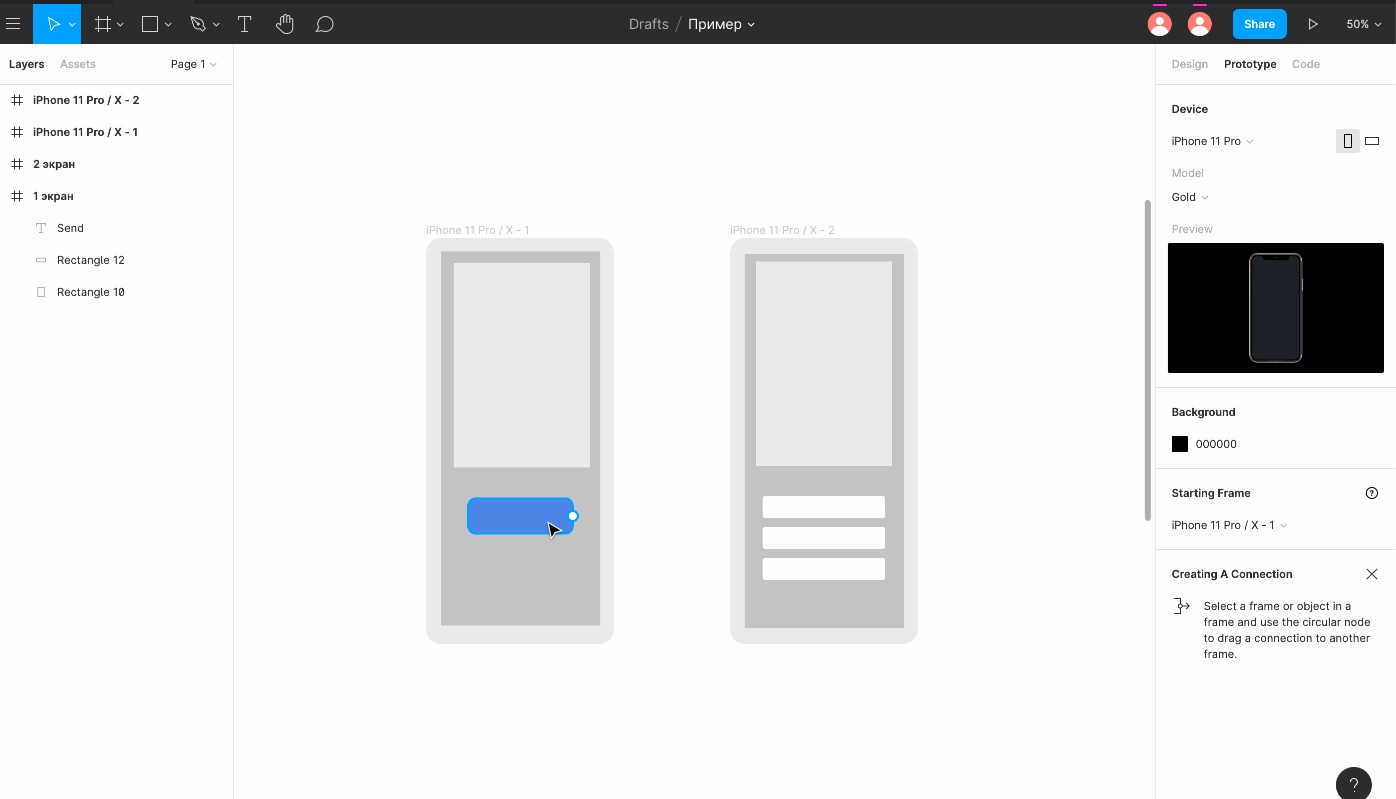 Drafts / Пример
Share
50%
Layers
Assets
Page 1
iPhone 11 Pro / X - 2
iPhone 11 Pro / X - 1
2 экран
1 экран
Send
Rectangle 12
Rectangle 10
iPhone 11 Pro / X - 1
iPhone 11 Pro / X - 2
Design
Prototype
Code
Device
iPhone 11 Pro
Model
Gold
Preview
Background
000000
Starting Frame
iPhone 11 Pro / X - 1
Creating A Connection
Select a frame or object in a
frame and use the circular node
to drag a connection to another
frame.
?